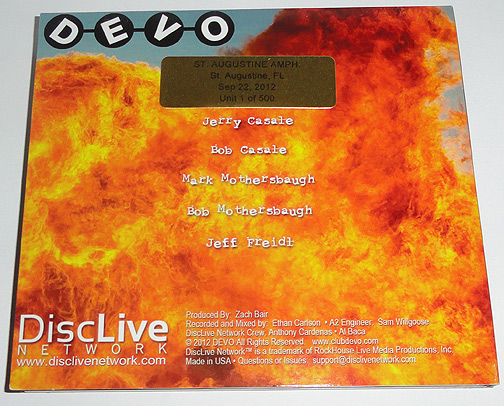 DEVO
ST. AUGUSTINE AMPH.
St. Augustine, FL
Sep 22, 2012
Unit 1 of 500
Jerry Casale
Bob Casale
Mark Mothersbaugh
Bob Mothersbaugh
Jeff Freidl
DiscLive
NETWORK
www.disclivenetwork.com
Produced By: Zach Bair
Recorded and Mixed by: Ethan Carlson • A2 Engineer: Sam Willgoose
DiscLive Network Crew, Anthony Cardenas • Al Baca
© 2012 DEVO All Rights Reserved. www.clubdevo.com
DiscLive Network™ is a trademark of RockHouse Live Media Productions, Inc.
Made in USA • Questions or Issues: support@disclivenetwork.com